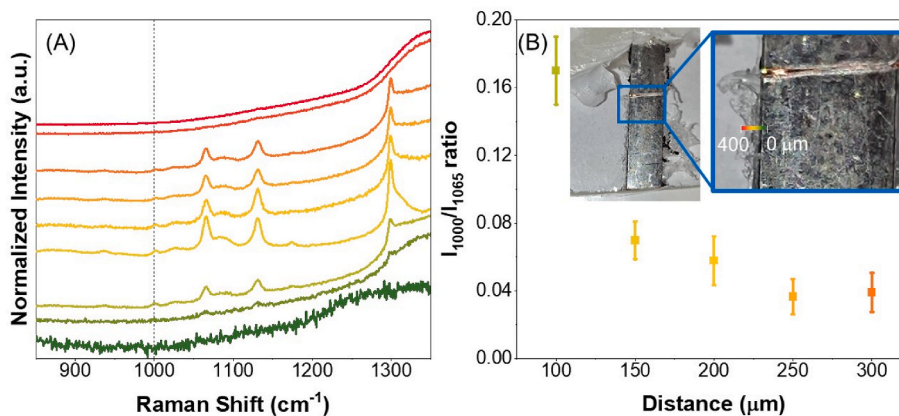 (A)
Normalized Intensity (a.u.)
900
1000
1100
1200
1300
Raman Shift (cm⁻¹)
(B)
I₁₀₀₀/I₁₀₆₅ ratio
0.20
0.16
0.12
0.08
0.04
0.00
400
0 μm
100
150
200
250
300
Distance (μm)